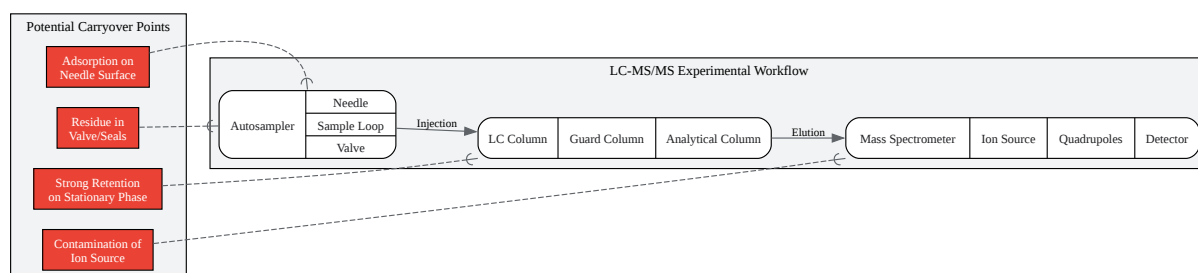 Potential Carryover Points
Adsorption on
Needle Surface
Residue in
Valve/Seals
Strong Retention
on Stationary Phase
Contamination of
Ion Source
LC-MS/MS Experimental Workflow
Autosampler
Needle
Sample Loop
Valve
Injection
LC Column
Guard Column
Analytical Column
Elution
Mass Spectrometer
Ion Source
Quadrupoles
Detector